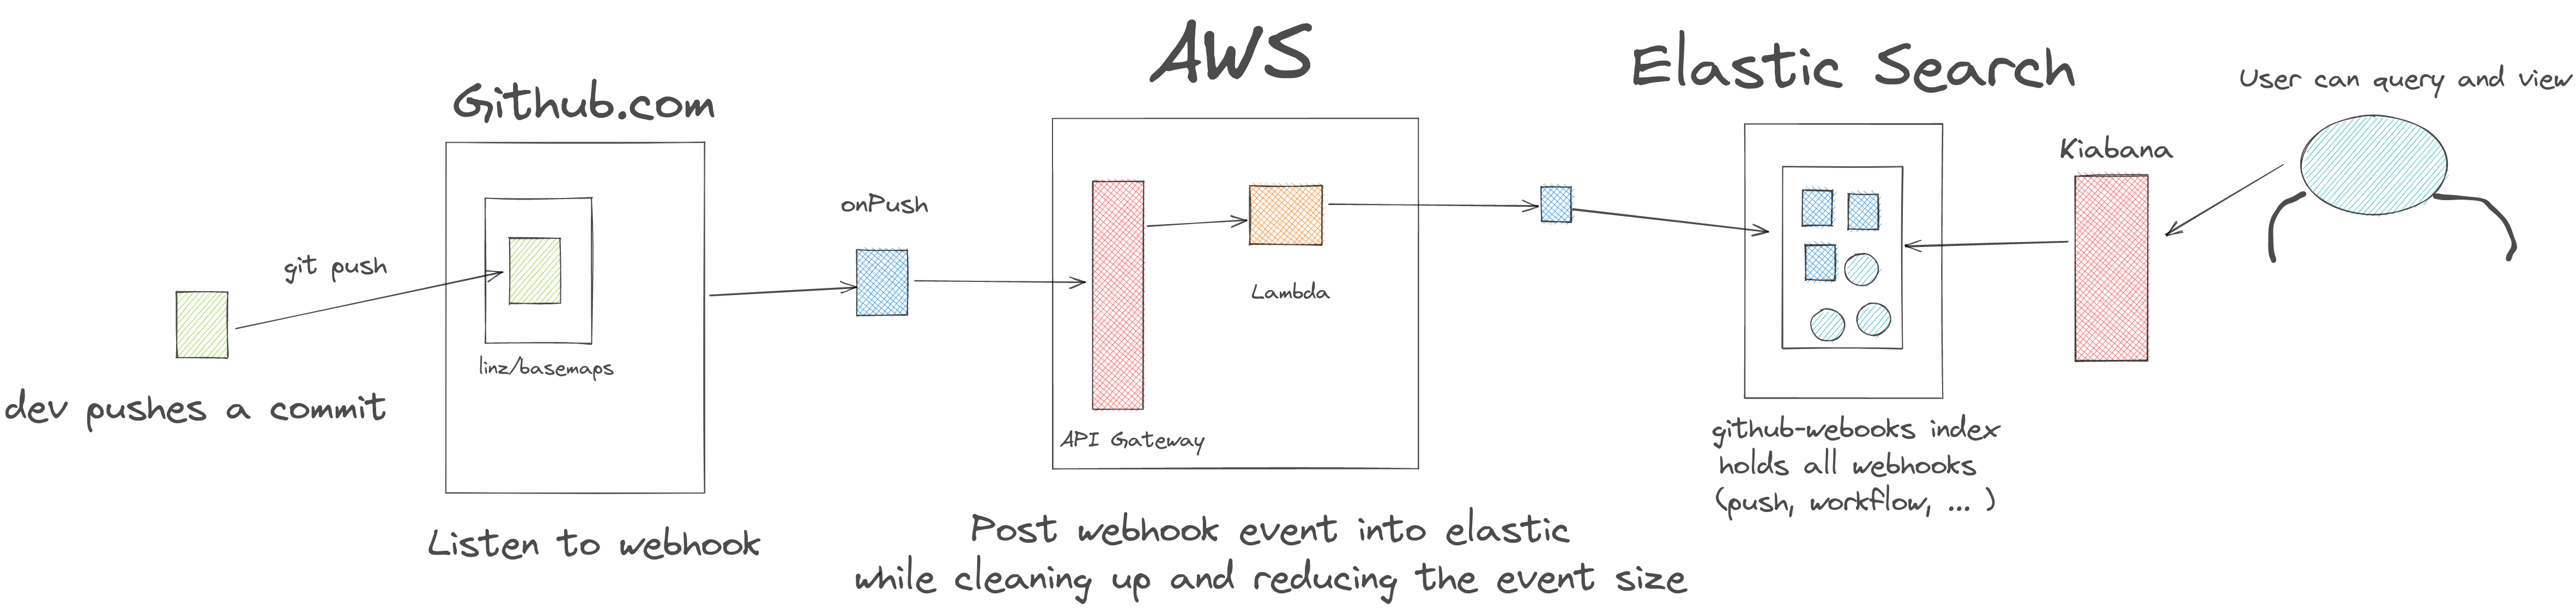 dev pushes a commit
git push
Github.com
linz/basemaps
Listen to webhook
onPush
AWS
API Gateway
Lambda
Post webhook event into elastic
while cleaning up and reducing the event size
Elastic Search
github-webooks index
holds all webhooks
(push, workflow, ... )
Kiabana
User can query and view